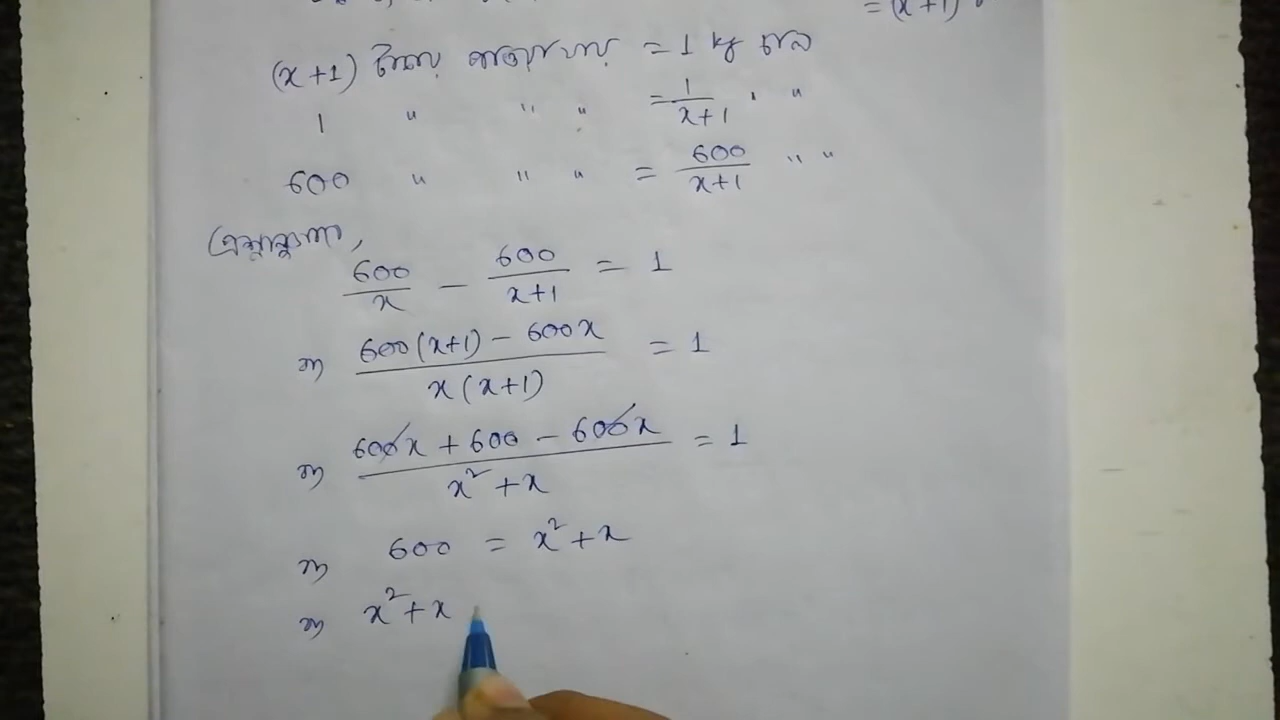 = (x+1)
(x+1) টাকায় পাওয়া যায় = 1 kg চাল
1 " " " = 1/(x+1) " "
600 " " " = 600/(x+1) " "
প্রশ্নানুসারে,
600/x − 600/(x+1) = 1
বা (600(x+1) − 600x)/(x(x+1)) = 1
বা (600x + 600 − 600x)/(x² + x) = 1
বা 600 = x² + x
বা x² + x